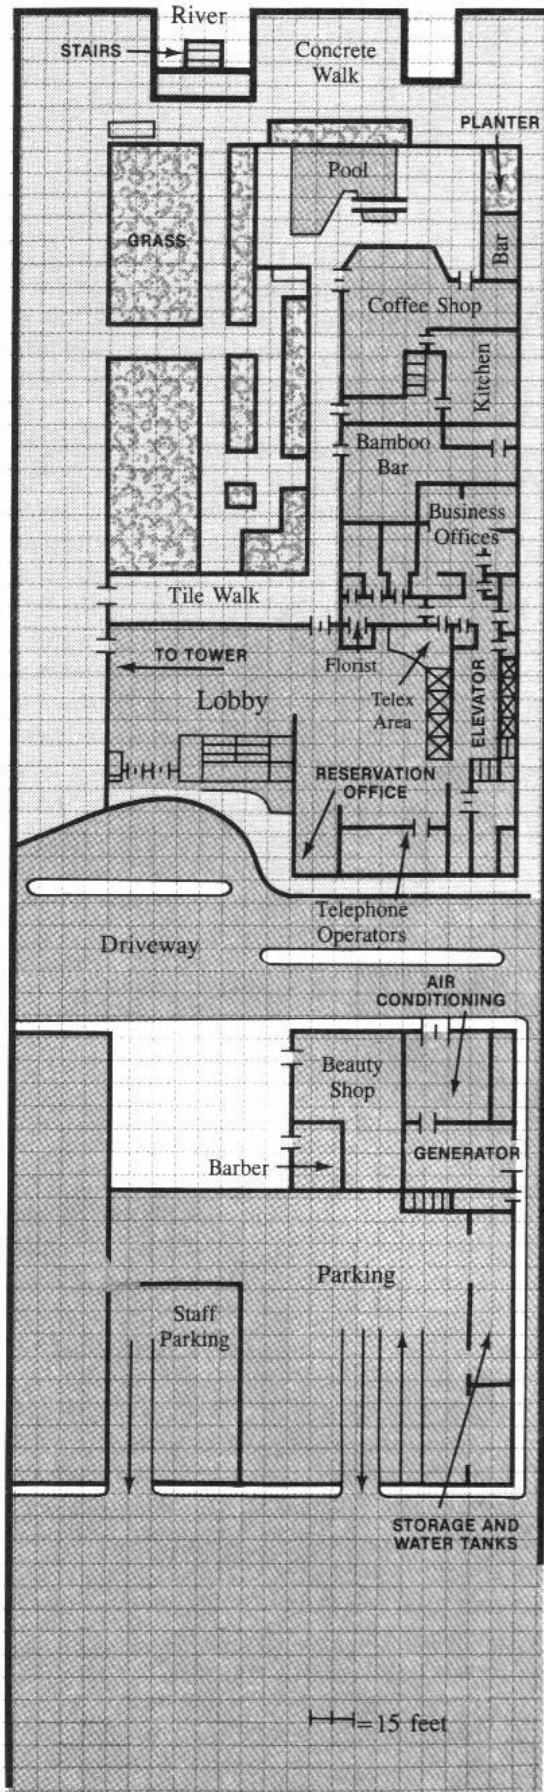 River
STAIRS
Concrete
Walk
PLANTER
Pool
GRASS
Bar
Coffee Shop
Kitchen
Bamboo
Bar
Business
Offices
Tile Walk
TO TOWER
Florist
Lobby
Telex
Area
ELEVATOR
RESERVATION
OFFICE
Telephone
Operators
Driveway
AIR
CONDITIONING
Beauty
Shop
GENERATOR
Barber
Parking
Staff
Parking
STORAGE AND
WATER TANKS
= 15 feet